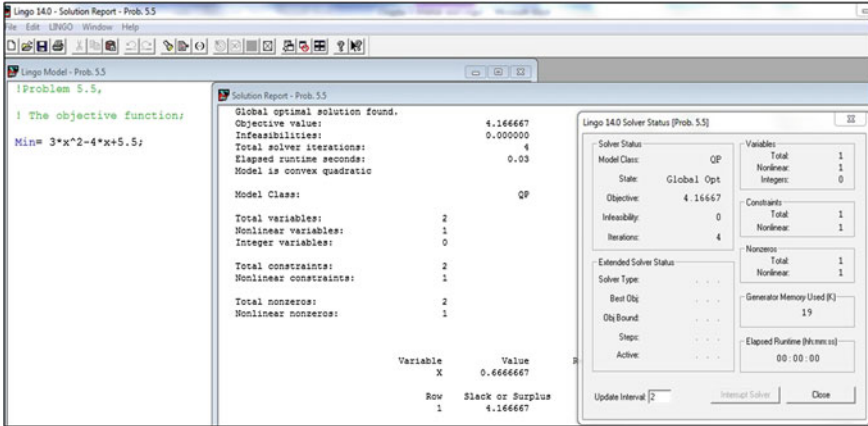 Lingo 14.0 - Solution Report - Prob. 5.5
File Edit LINGO Window Help
Lingo Model - Prob. 5.5
!Problem 5.5,
! The objective function;
Min= 3*x^2-4*x+5.5;
Solution Report - Prob. 5.5
Global optimal solution found.
Objective value: 4.166667
Infeasibilities: 0.000000
Total solver iterations: 4
Elapsed runtime seconds: 0.03
Model is convex quadratic
Model Class: QP
Total variables: 2
Nonlinear variables: 1
Integer variables: 0
Total constraints: 2
Nonlinear constraints: 1
Total nonzeros: 2
Nonlinear nonzeros: 1
Variable Value R
X 0.6666667
Row Slack or Surplus
1 4.166667
Lingo 14.0 Solver Status [Prob. 5.5]
Solver Status
Model Class: QP
State: Global Opt
Objective: 4.16667
Infeasibility: 0
Iterations: 4
Extended Solver Status
Solver Type: . . .
Best Obj: . . .
Obj Bound: . . .
Steps: . . .
Active: . . .
Variables
Total: 1
Nonlinear: 1
Integers: 0
Constraints
Total: 1
Nonlinear: 1
Nonzeros
Total: 1
Nonlinear: 1
Generator Memory Used (K)
19
Elapsed Runtime (hh:mm:ss)
00:00:00
Update Interval: 2
Interrupt Solver
Close